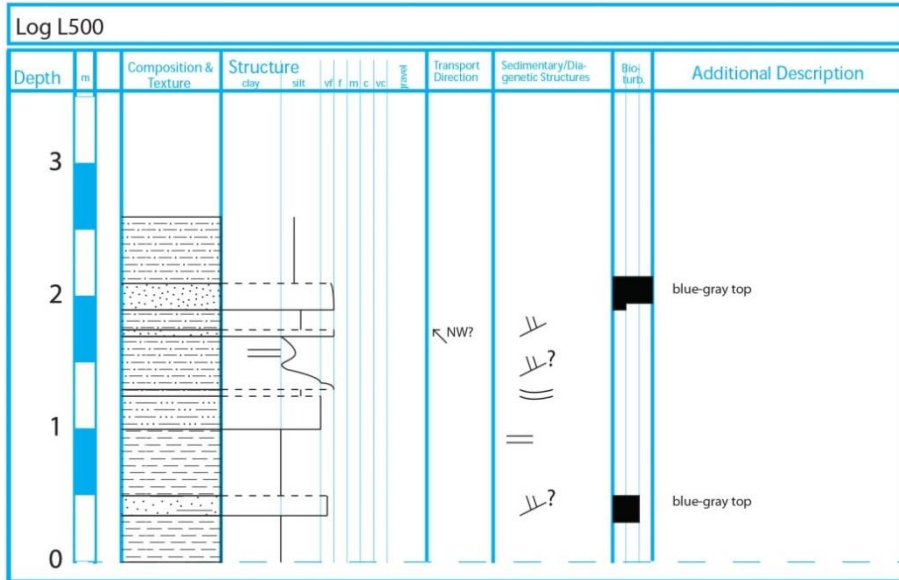 Log L500
Depth
m
Composition &
Texture
Structure
clay silt vf f m c vc gravel
Transport
Direction
Sedimentary/Dia-
genetic Structures
Bio-
turb.
Additional Description
3
2
blue-gray top
NW?
?
1
?
blue-gray top
0